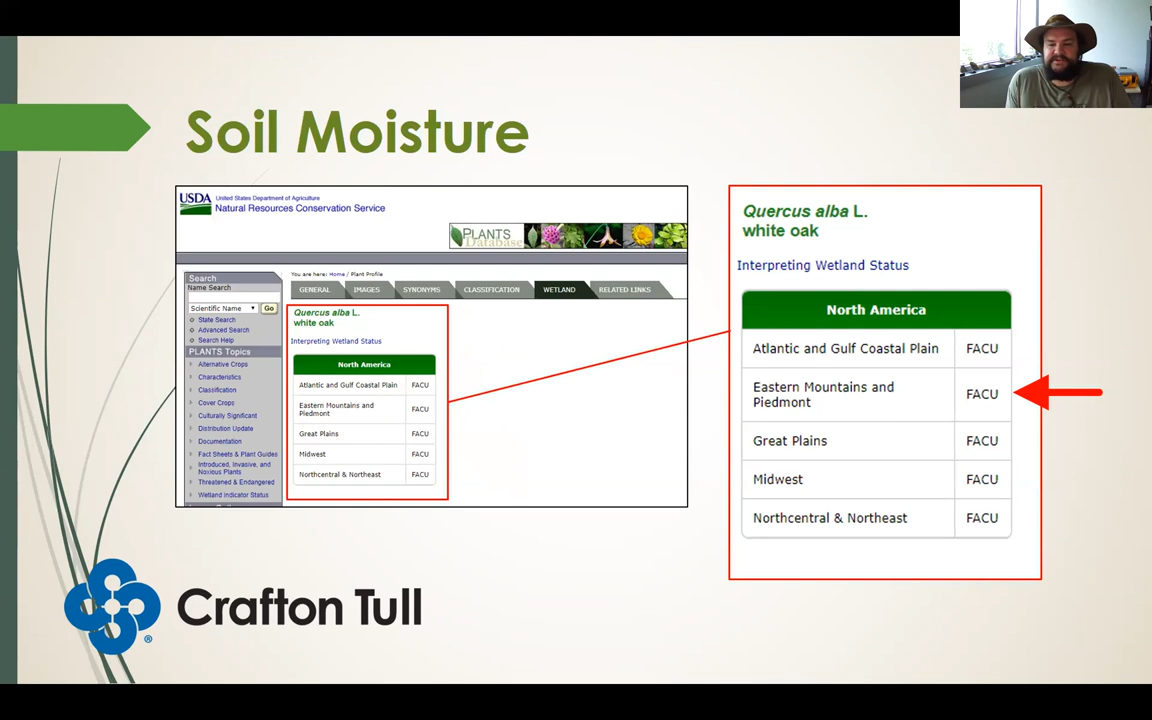 Soil Moisture
USDA
United States Department of Agriculture
Natural Resources Conservation Service
PLANTS
Database
You are here: Home / Plant Profile
Search
Name Search
Scientific Name
Go
State Search
Advanced Search
Search Help
PLANTS Topics
Alternative Crops
Characteristics
Classification
Cover Crops
Culturally Significant
Distribution Update
Documentation
Fact Sheets & Plant Guides
Introduced, Invasive, and
Noxious Plants
Threatened & Endangered
Wetland Indicator Status
GENERAL IMAGES SYNONYMS CLASSIFICATION WETLAND RELATED LINKS
Quercus alba L.
white oak
Interpreting Wetland Status
North America
Atlantic and Gulf Coastal Plain FACU
Eastern Mountains and
Piedmont FACU
Great Plains FACU
Midwest FACU
Northcentral & Northeast FACU
Quercus alba L.
white oak
Interpreting Wetland Status
North America
Atlantic and Gulf Coastal Plain FACU
Eastern Mountains and
Piedmont FACU
Great Plains FACU
Midwest FACU
Northcentral & Northeast FACU
Crafton Tull
®